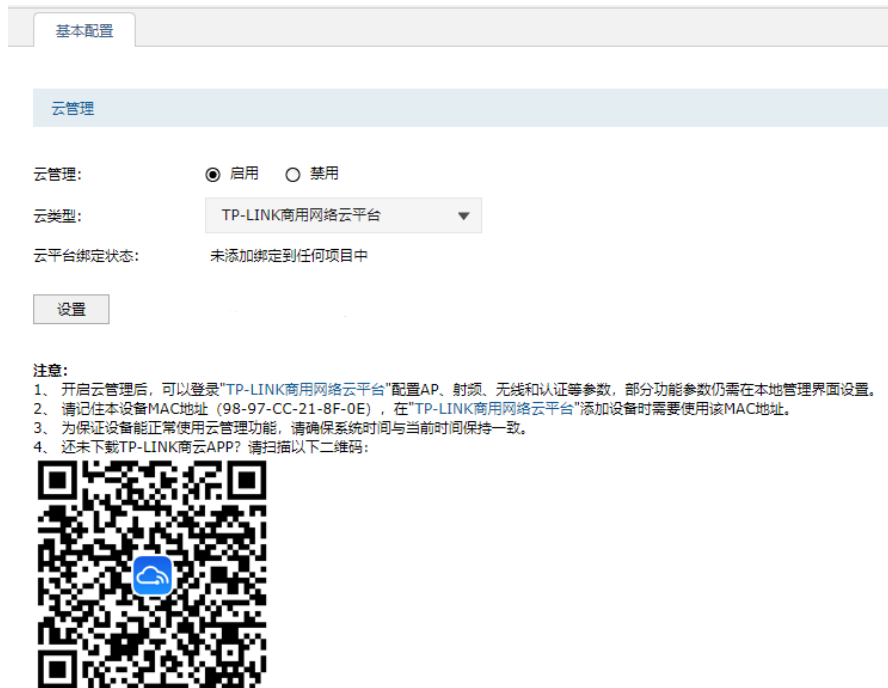 基本配置
云管理
云管理: 启用 禁用
云类型: TP-LINK商用网络云平台
云平台绑定状态: 未添加绑定到任何项目中
设置
注意:
1、 开启云管理后，可以登录"TP-LINK商用网络云平台"配置AP、射频、无线和认证等参数，部分功能参数仍需在本地管理界面设置。
2、 请记住本设备MAC地址（98-97-CC-21-8F-0E），在"TP-LINK商用网络云平台"添加设备时需要使用该MAC地址。
3、 为保证设备能正常使用云管理功能，请确保系统时间与当前时间保持一致。
4、 还未下载TP-LINK商云APP？请扫描以下二维码: